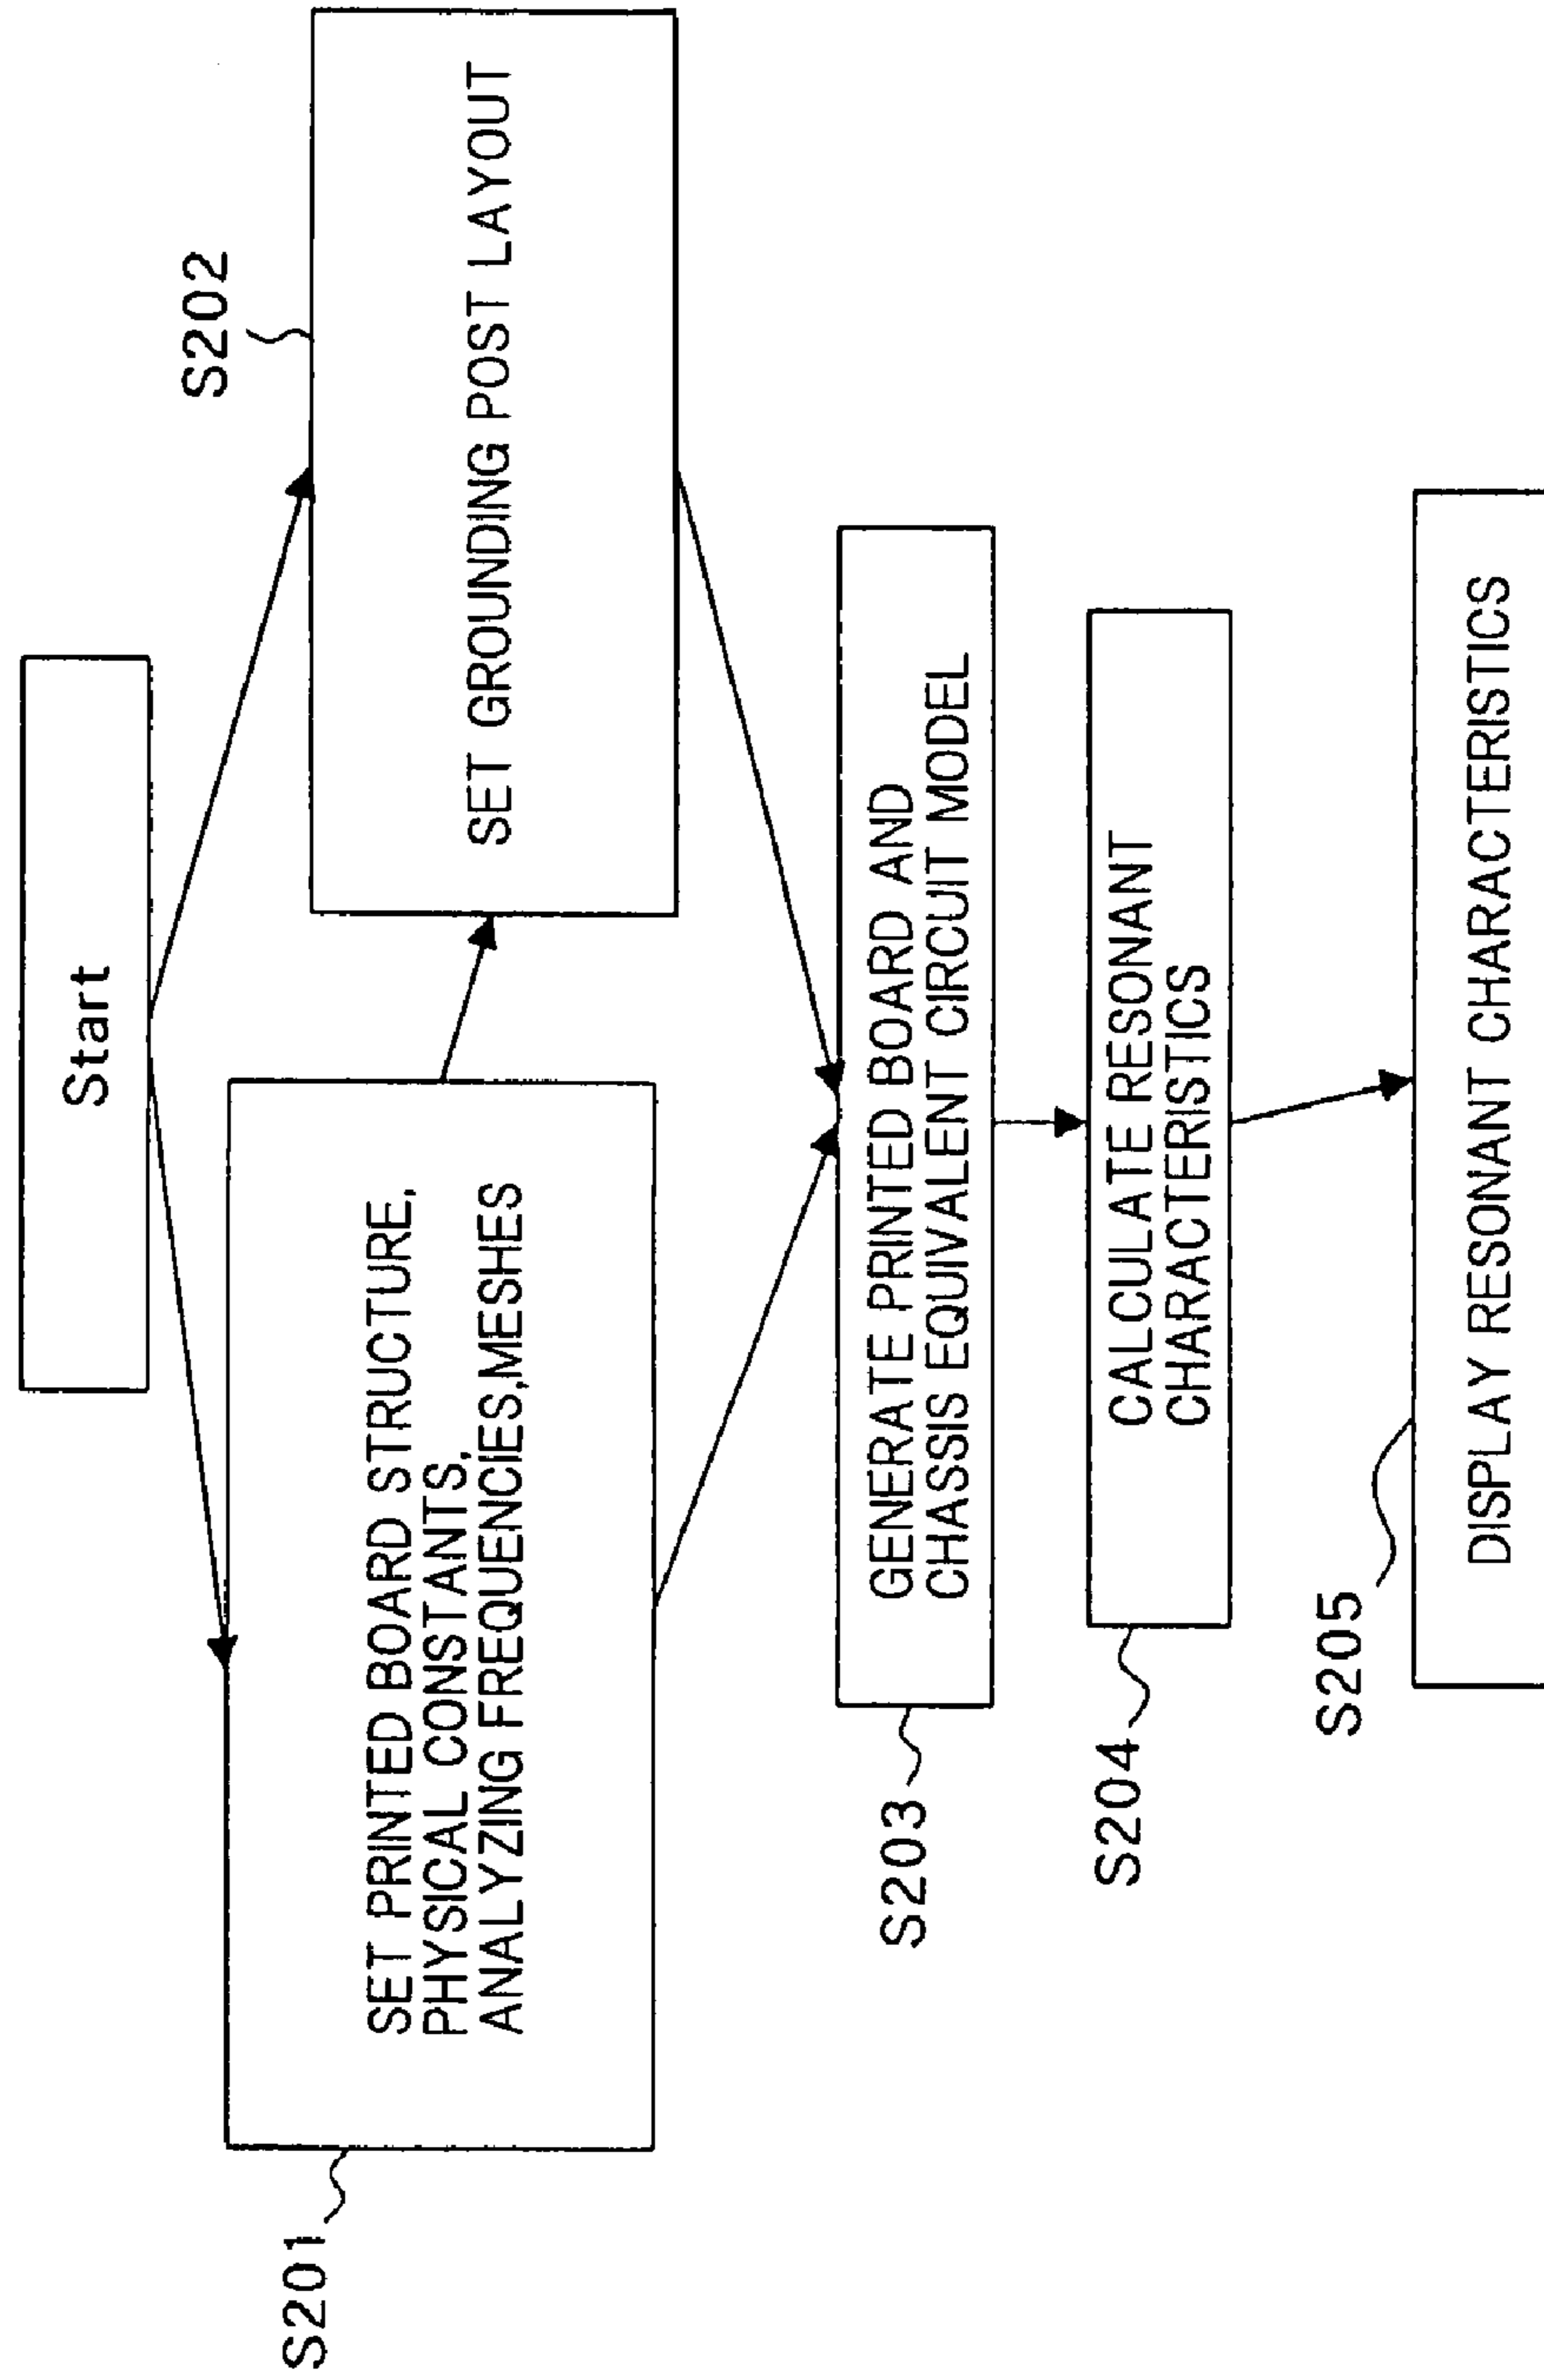 Start
S201
SET PRINTED BOARD STRUCTURE,
PHYSICAL CONSTANTS,
ANALYZING FREQUENCIES,MESHES
S202
SET GROUNDING POST LAYOUT
S203
GENERATE PRINTED BOARD AND
CHASSIS EQUIVALENT CIRCUIT MODEL
S204
CALCULATE RESONANT
CHARACTERISTICS
S205
DISPLAY RESONANT CHARACTERISTICS